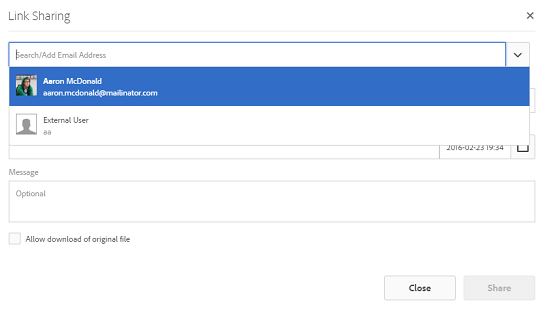 Link Sharing
Search/Add Email Address
Aaron McDonald
aaron.mcdonald@mailinator.com
External User
aa
2016-02-23 19:34
Message
Optional
Allow download of original file
Close
Share